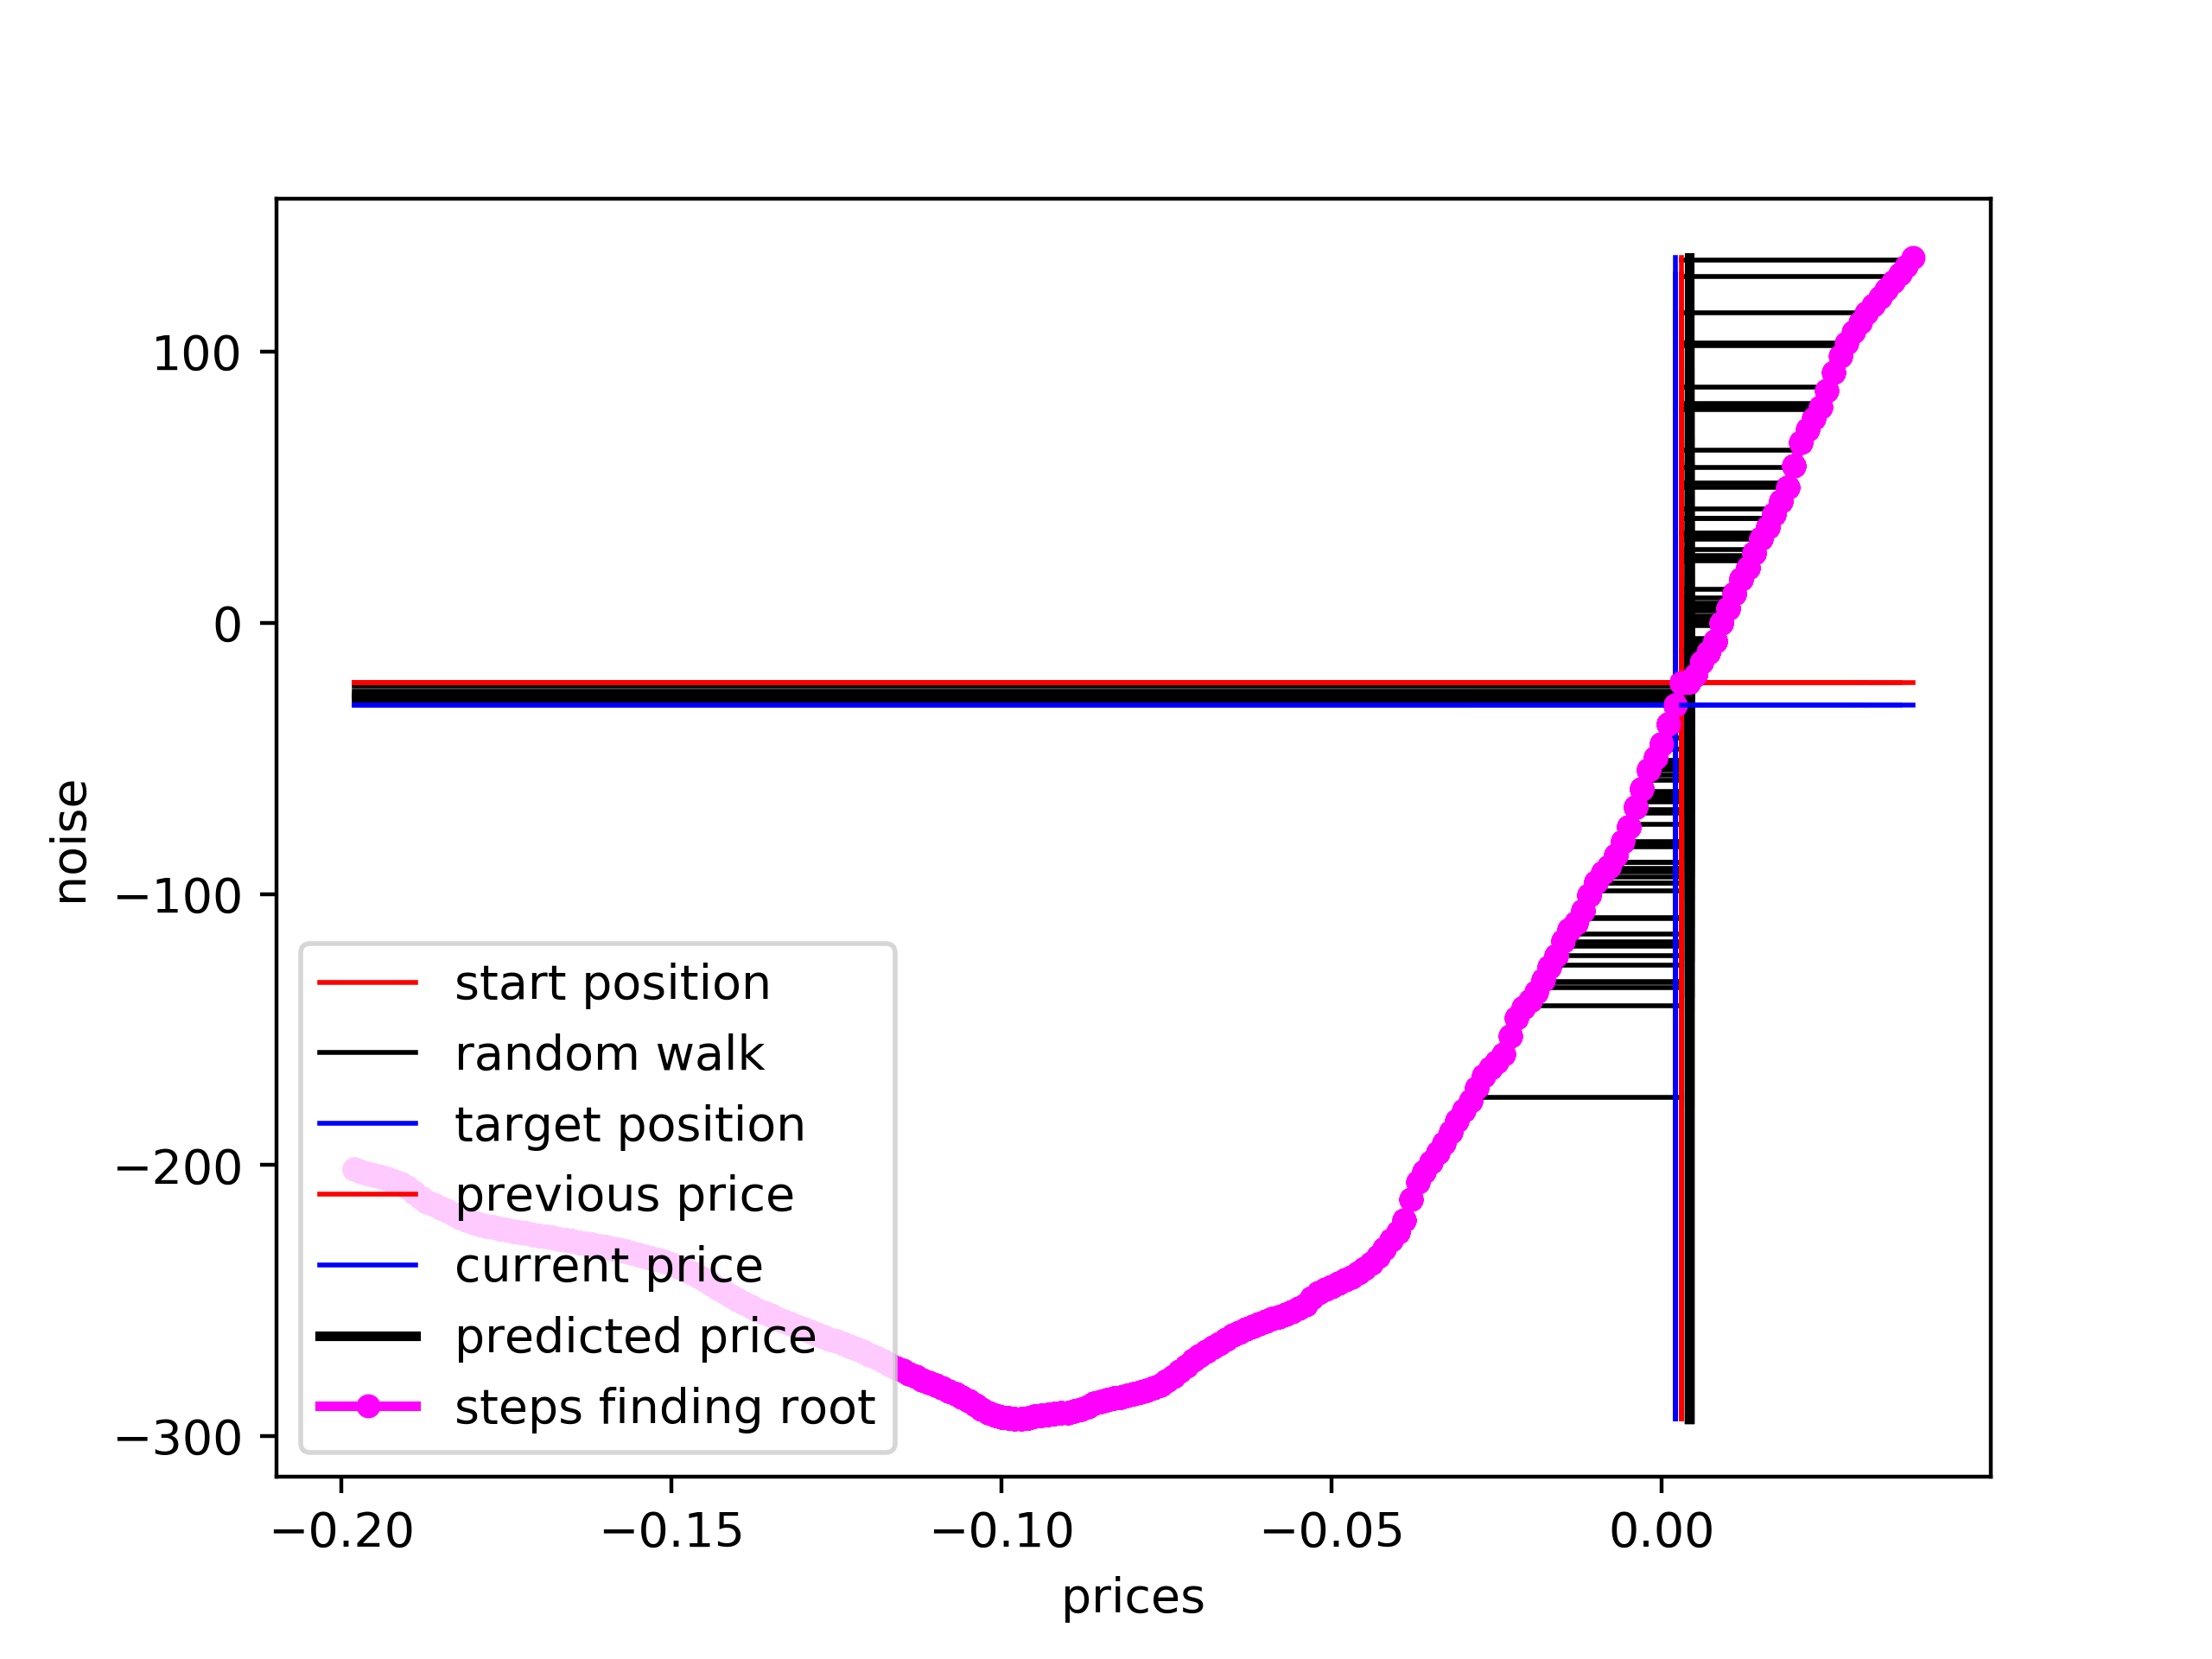 100
0
−100
−200
−300
noise
start position
random walk
target position
previous price
current price
predicted price
steps finding root
−0.20 −0.15 −0.10 −0.05 0.00
prices